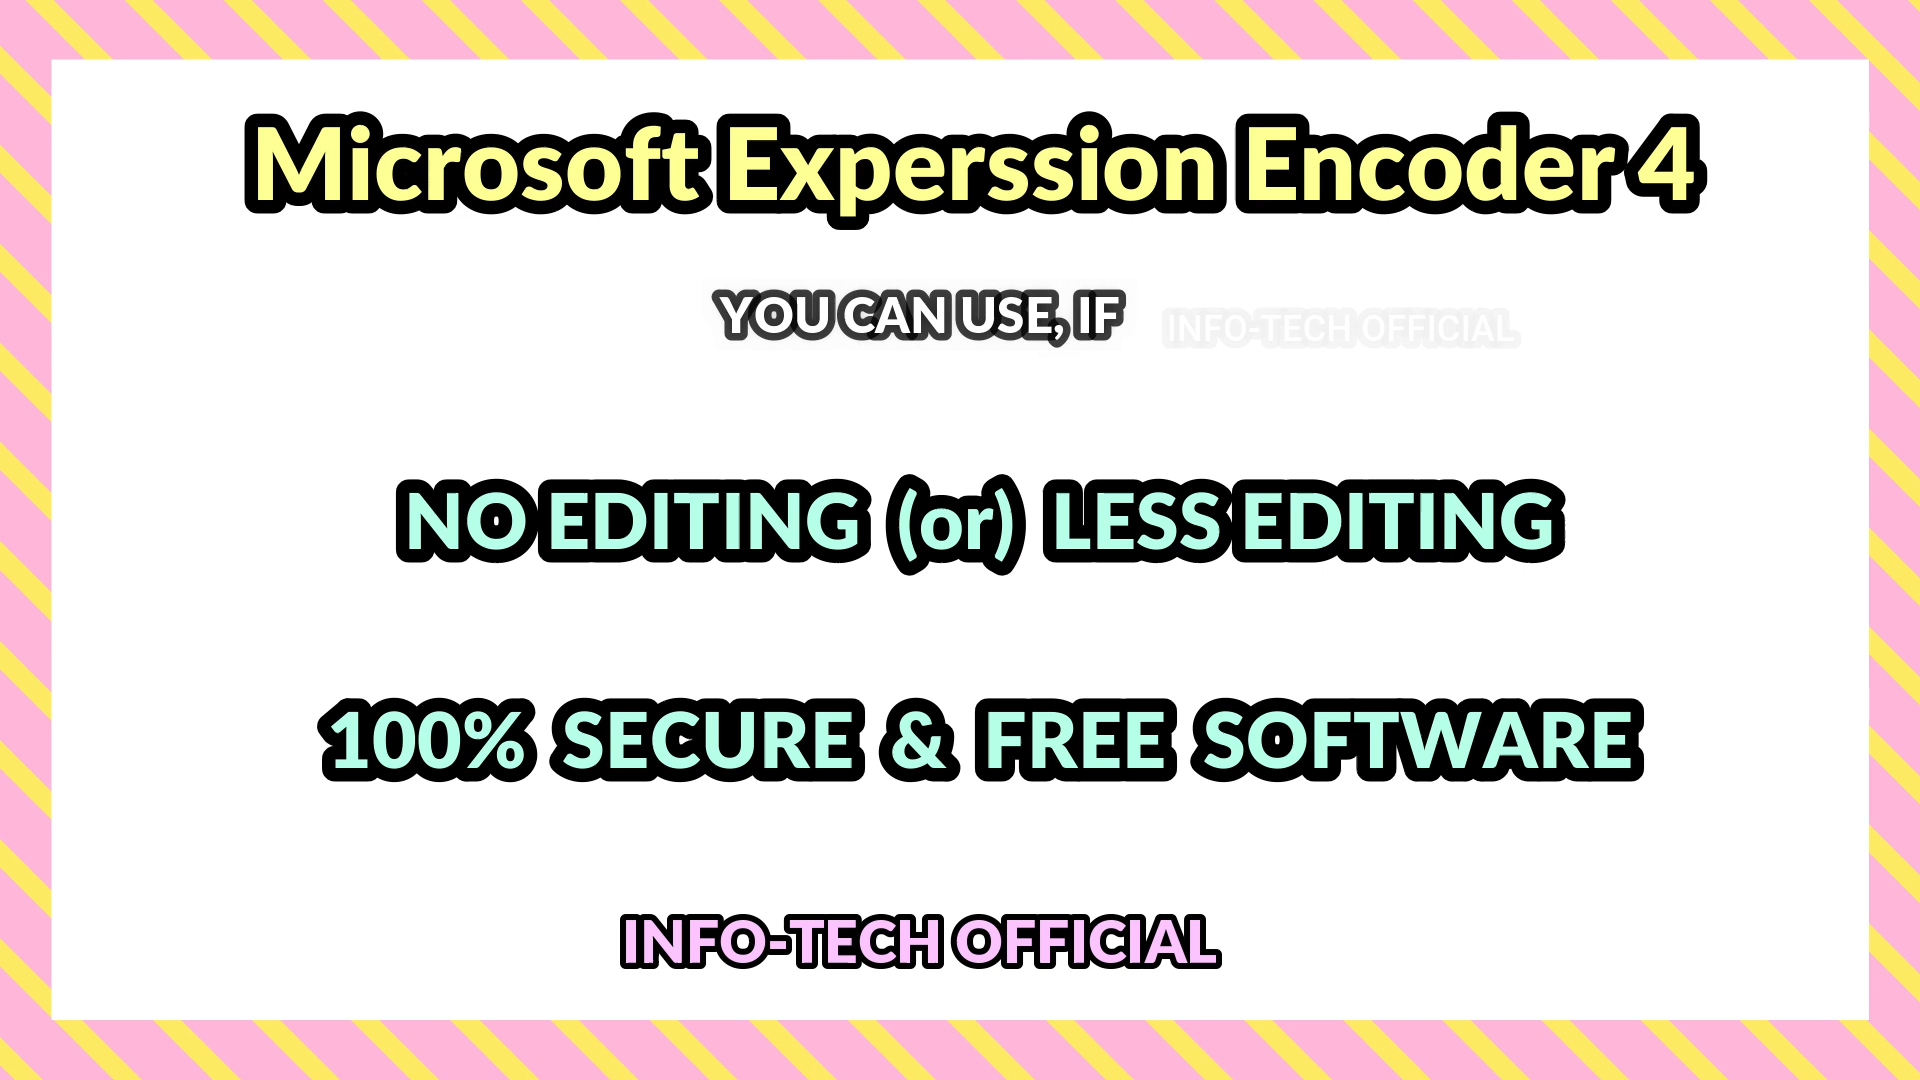 Microsoft Experssion Encoder 4
YOU CAN USE, IF
INFO-TECH OFFICIAL
NO EDITING (or) LESS EDITING
100% SECURE & FREE SOFTWARE
INFO-TECH OFFICIAL